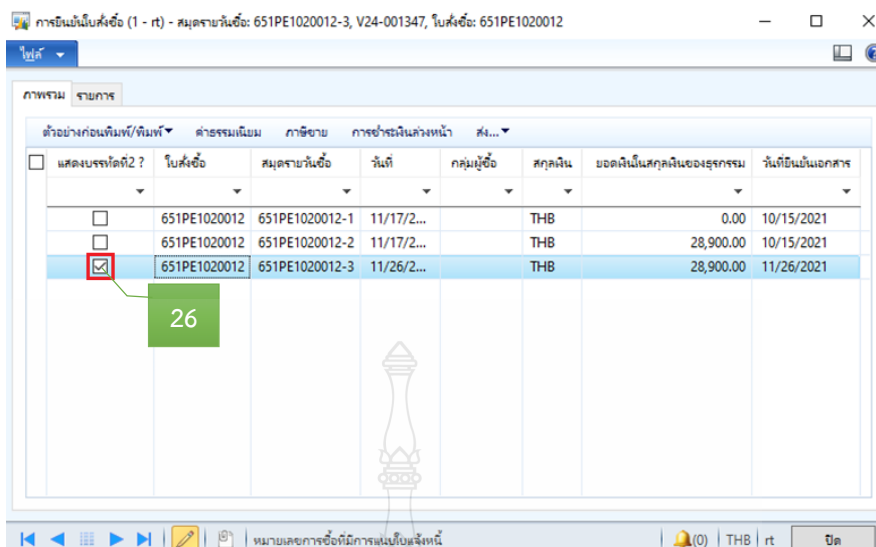 การยืนยันใบสั่งซื้อ (1 - rt) - สมุดรายวันซื้อ: 651PE1020012-3, V24-001347, ใบสั่งซื้อ: 651PE1020012
ไฟล์
ภาพรวม รายการ
ตัวอย่างก่อนพิมพ์/พิมพ์ ค่าธรรมเนียม ภาษีขาย การชำระเงินล่วงหน้า ส่ง...
แสดงบรรทัดที่2 ? ใบสั่งซื้อ สมุดรายวันซื้อ วันที่ กลุ่มผู้ซื้อ สกุลเงิน ยอดเงินในสกุลเงินของธุรกรรม วันที่ยืนยันเอกสาร
651PE1020012 651PE1020012-1 11/17/2... THB 0.00 10/15/2021
651PE1020012 651PE1020012-2 11/17/2... THB 28,900.00 10/15/2021
651PE1020012 651PE1020012-3 11/26/2... THB 28,900.00 11/26/2021
26
หมายเลขการซื้อที่มีการแนบใบแจ้งหนี้ (0) THB rt ปิด